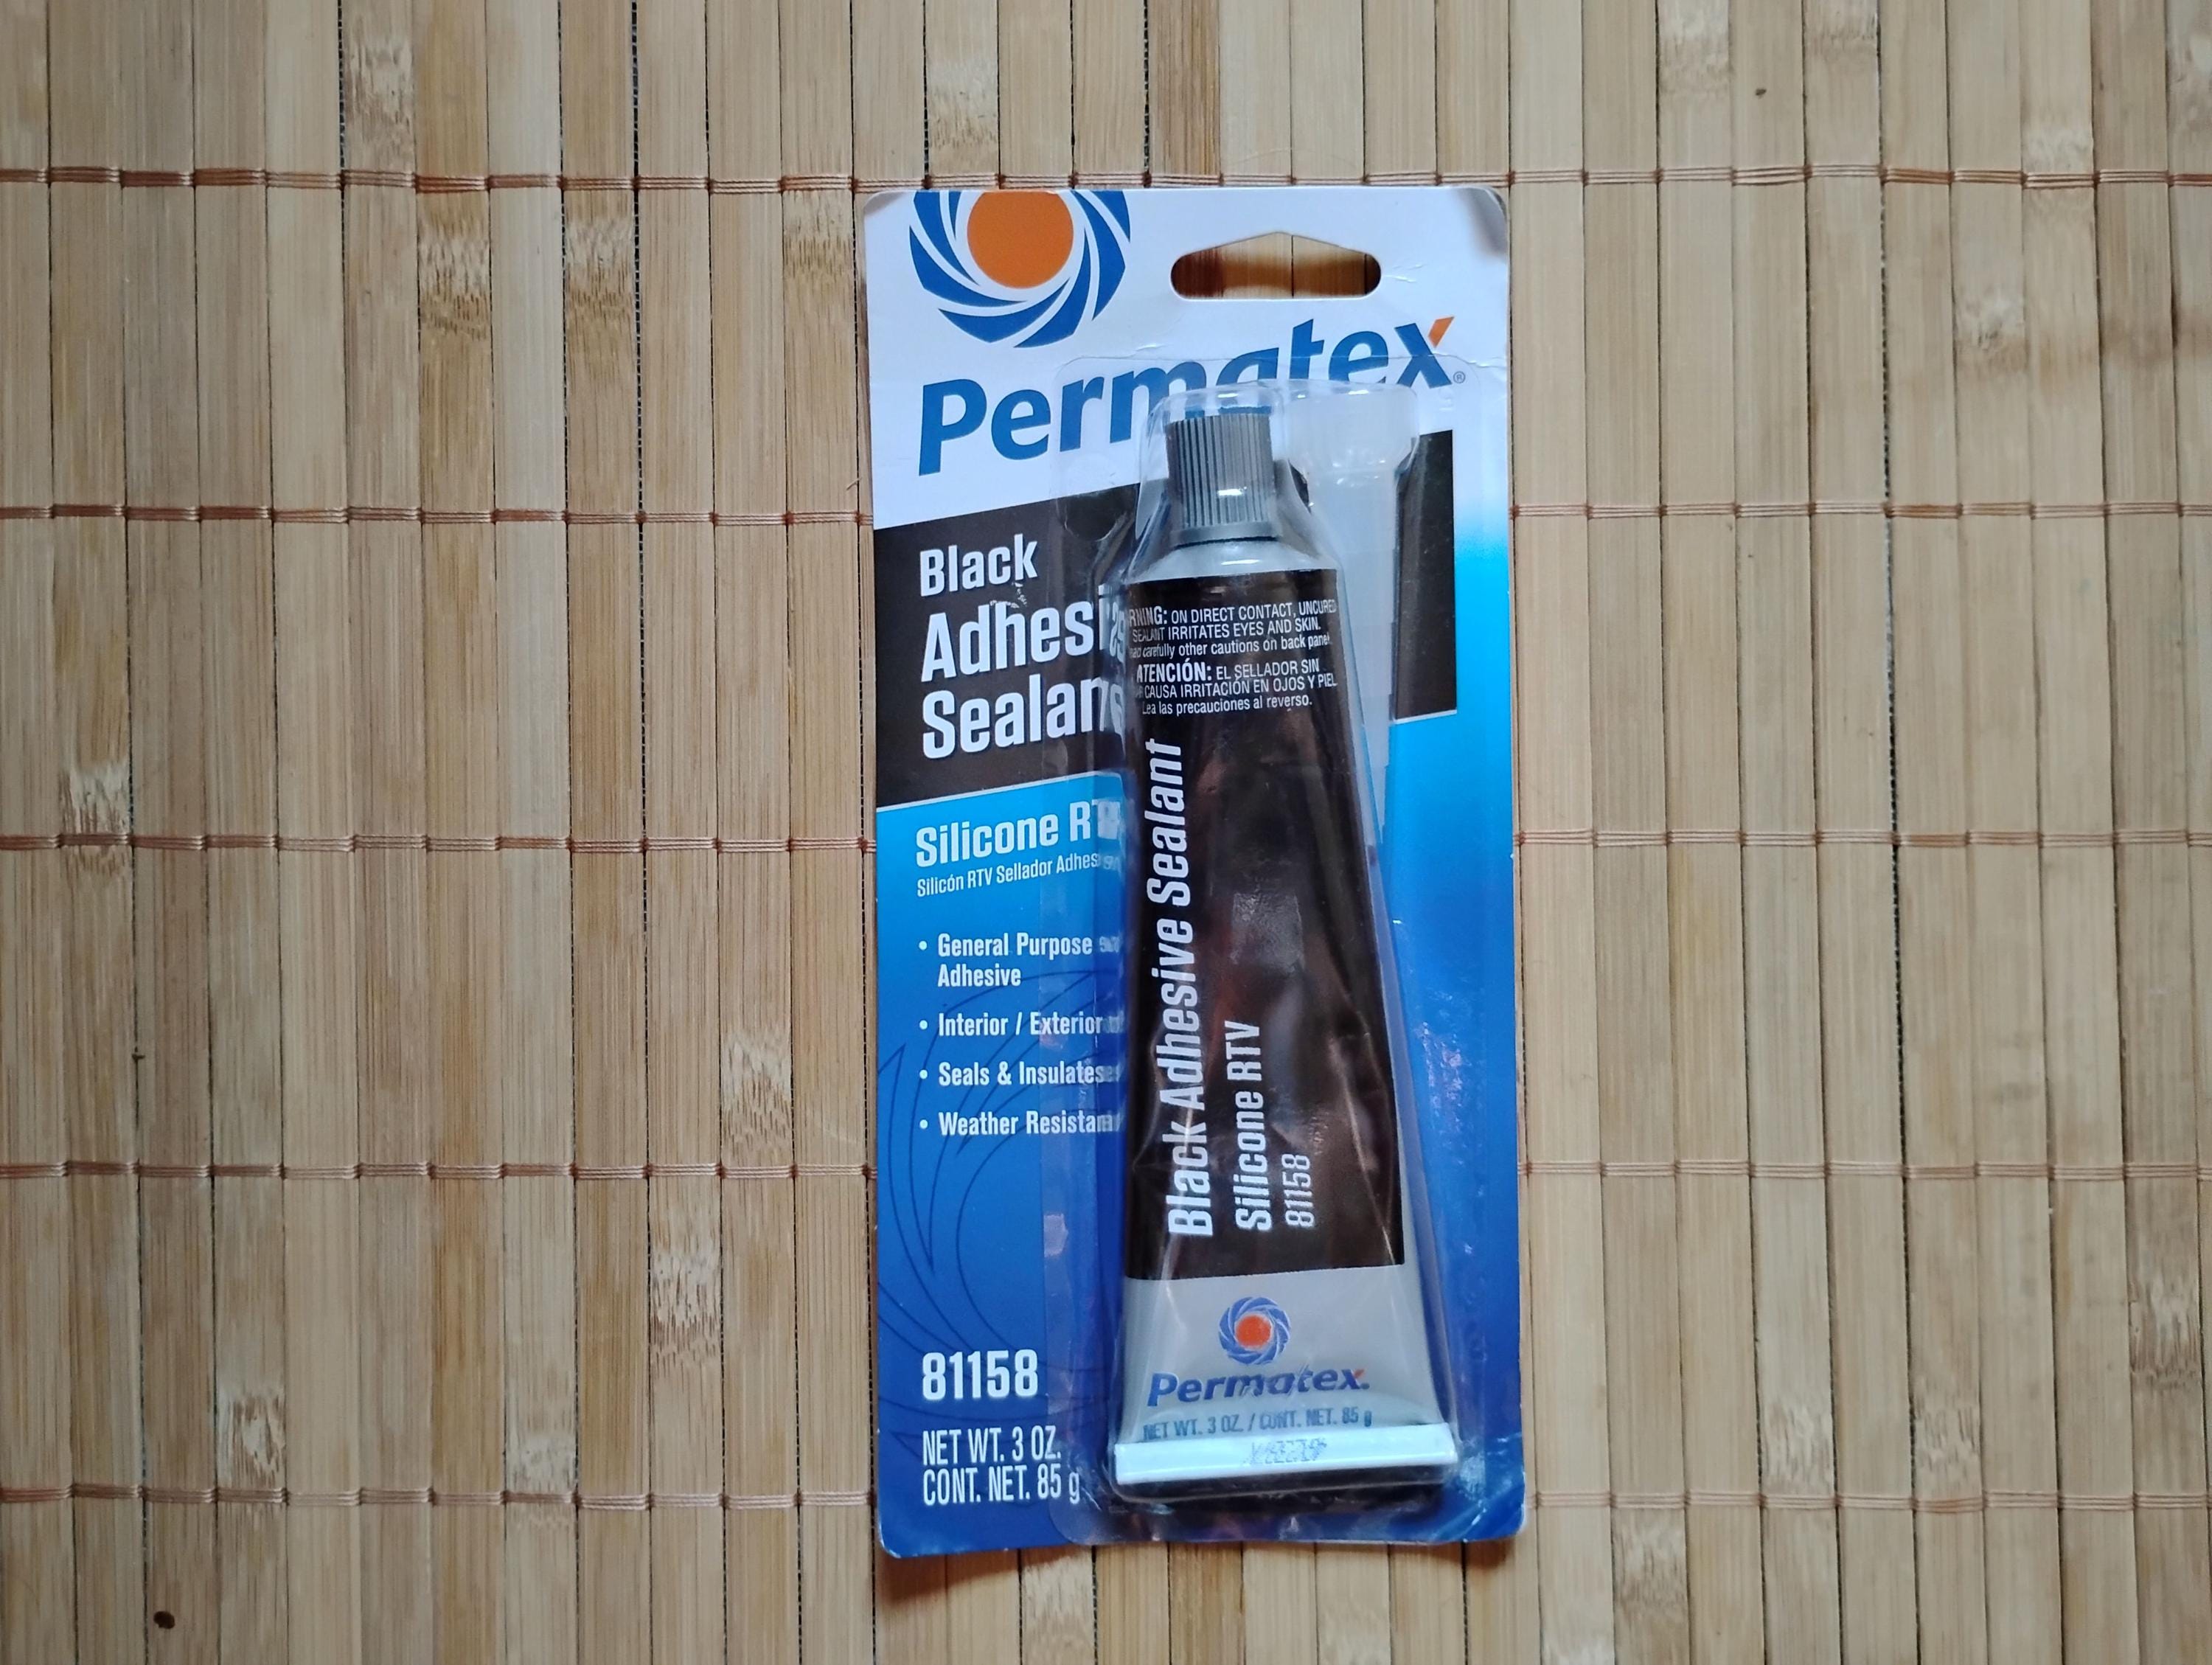 Permatex®
Black
Adhesi
Sealan
Silicone RT
Silicón RTV Sellador Adhes
• General Purpose
Adhesive
• Interior / Exterior
• Seals & Insulates
• Weather Resistan
81158
NET WT. 3 OZ.
CONT. NET. 85 g
RNING: ON DIRECT CONTACT, UNCURED
SEALANT IRRITATES EYES AND SKIN.
carefully other cautions on back panel.
ATENCIÓN: EL SELLADOR SIN
CAUSA IRRITACIÓN EN OJOS Y PIEL.
Lea las precauciones al reverso.
Black Adhesive Sealant
Silicone RTV
81158
Permatex.
NET WT. 3 OZ. / CONT. NET. 85 g